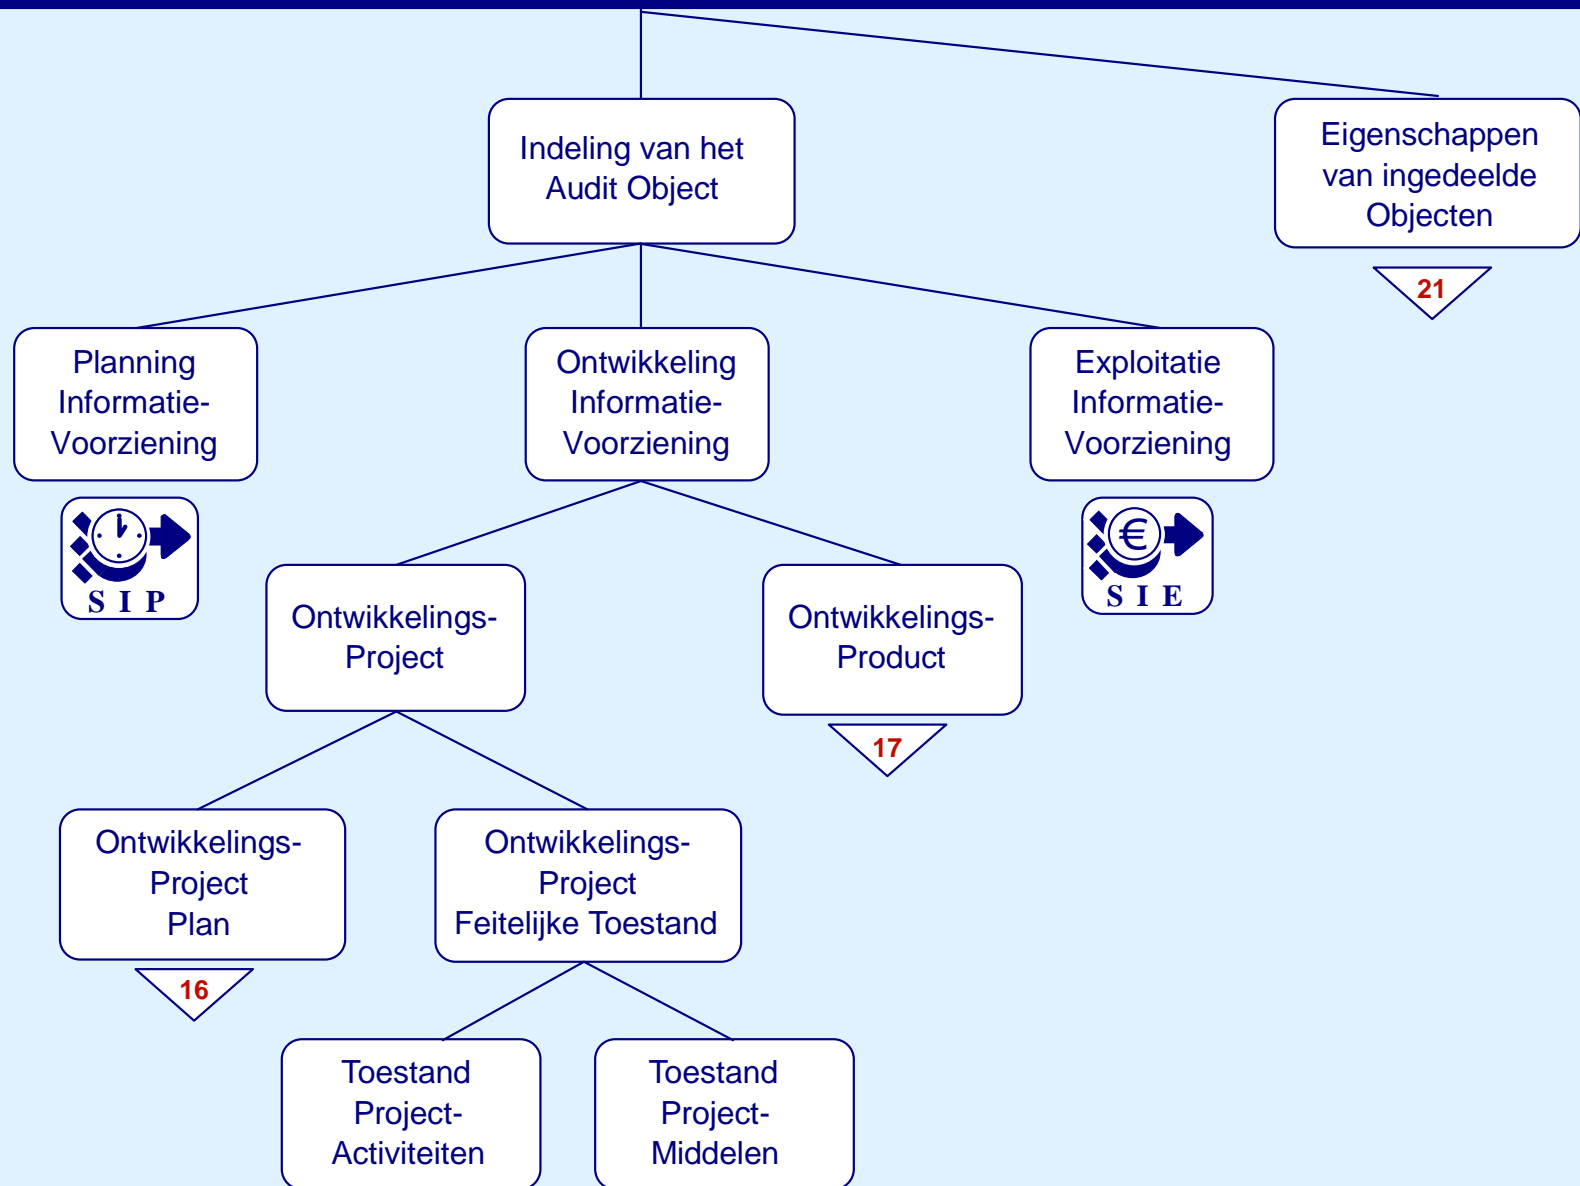 Indeling van het
Audit Object
Eigenschappen
van ingedeelde
Objecten
21
Planning
Informatie-
Voorziening
Ontwikkeling
Informatie-
Voorziening
Exploitatie
Informatie-
Voorziening
S I P
€
S I E
Ontwikkelings-
Project
Ontwikkelings-
Product
17
Ontwikkelings-
Project
Plan
Ontwikkelings-
Project
Feitelijke Toestand
16
Toestand
Project-
Activiteiten
Toestand
Project-
Middelen